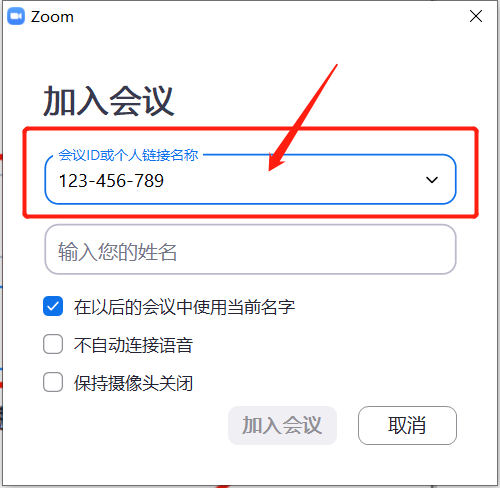 Zoom
加入会议
会议ID或个人链接名称
123-456-789
输入您的姓名
在以后的会议中使用当前名字
不自动连接语音
保持摄像头关闭
加入会议 取消